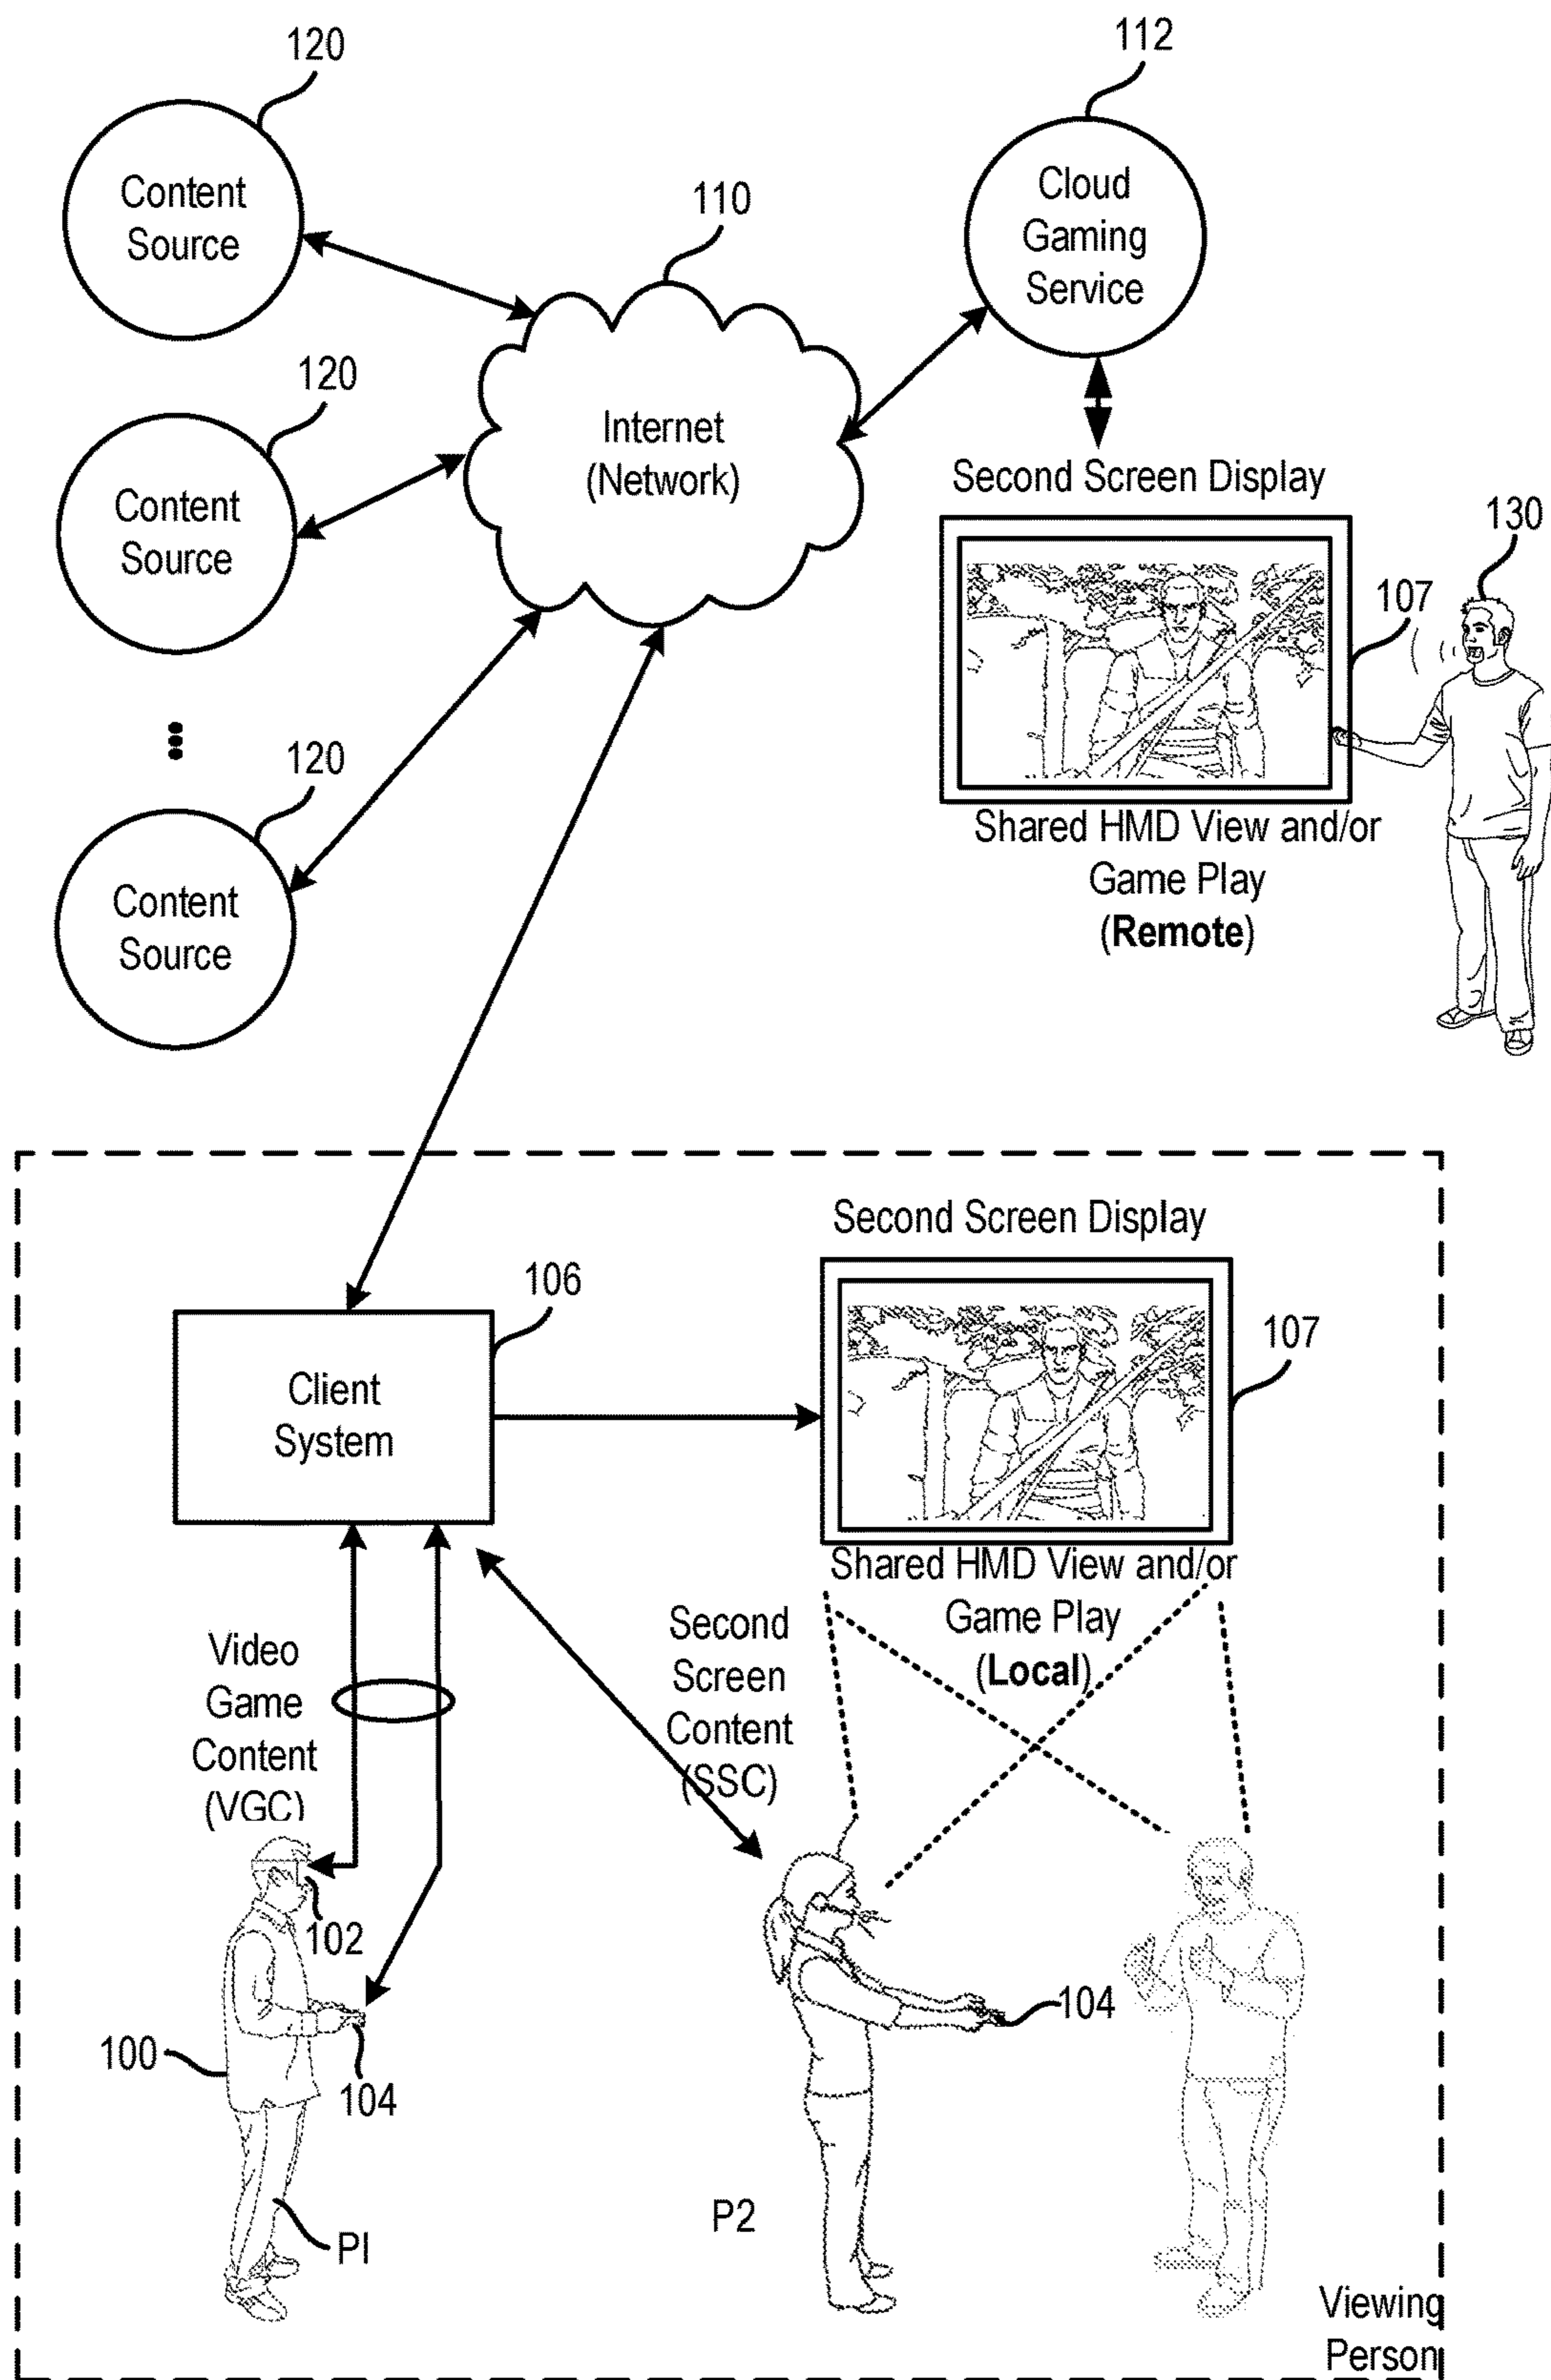 120
112
Content
Source
110
Cloud
Gaming
Service
120
Internet
(Network)
Content
Source
Second Screen Display
130
107
120
Shared HMD View and/or
Game Play
(Remote)
Content
Source
Second Screen Display
106
107
Client
System
Shared HMD View and/or
Game Play
(Local)
Second
Screen
Content
(SSC)
Video
Game
Content
(VGC)
102
104
100
104
P2
PI
Viewing
Person